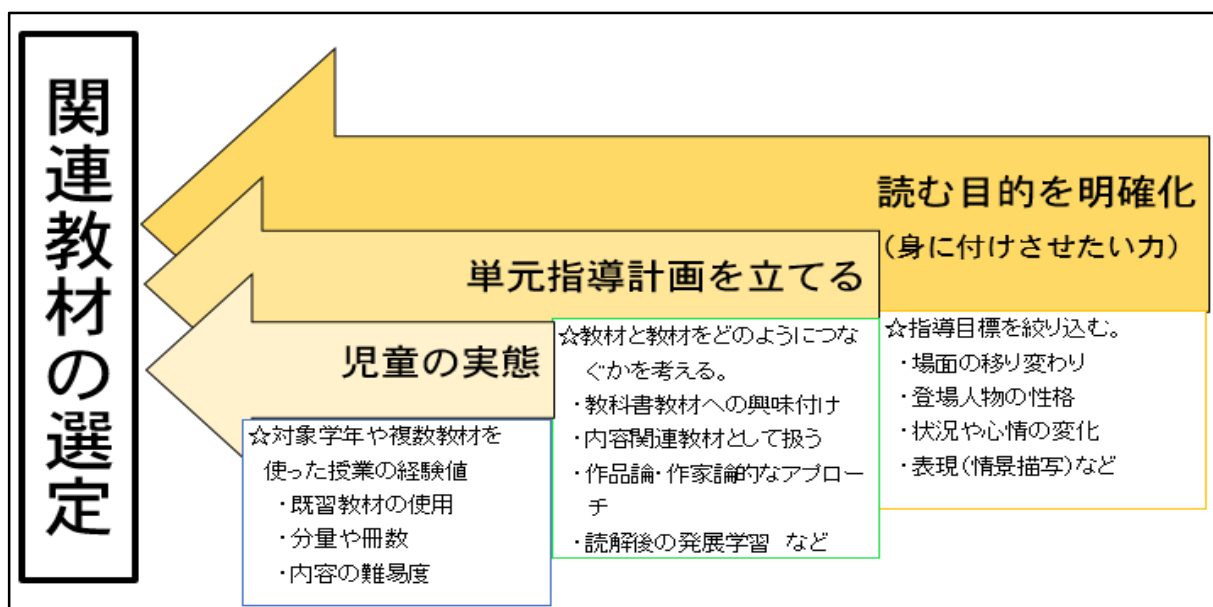 関連教材の選定
読む目的を明確化
(身に付けさせたい力)
☆指導目標を絞り込む。
・場面の移り変わり
・登場人物の性格
・状況や心情の変化
・表現(情景描写)など
単元指導計画を立てる
☆教材と教材をどのようにつな
ぐかを考える。
・教科書教材への興味付け
・内容関連教材として扱う
・作品論・作家論的なアプロー
チ
・読解後の発展学習 など
児童の実態
☆対象学年や複数教材を
使った授業の経験値
・既習教材の使用
・分量や冊数
・内容の難易度